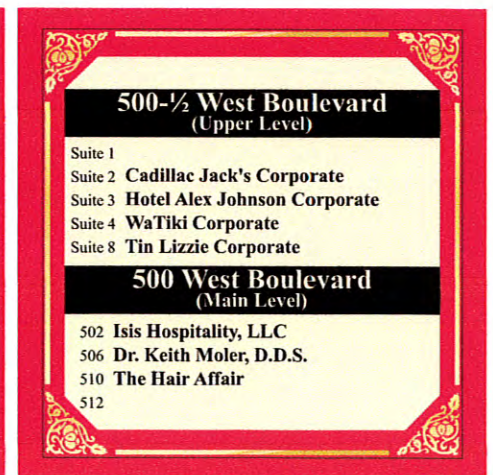 500-½ West Boulevard
(Upper Level)
Suite 1
Suite 2 Cadillac Jack's Corporate
Suite 3 Hotel Alex Johnson Corporate
Suite 4 WaTiki Corporate
Suite 8 Tin Lizzie Corporate
500 West Boulevard
(Main Level)
502 Isis Hospitality, LLC
506 Dr. Keith Moler, D.D.S.
510 The Hair Affair
512